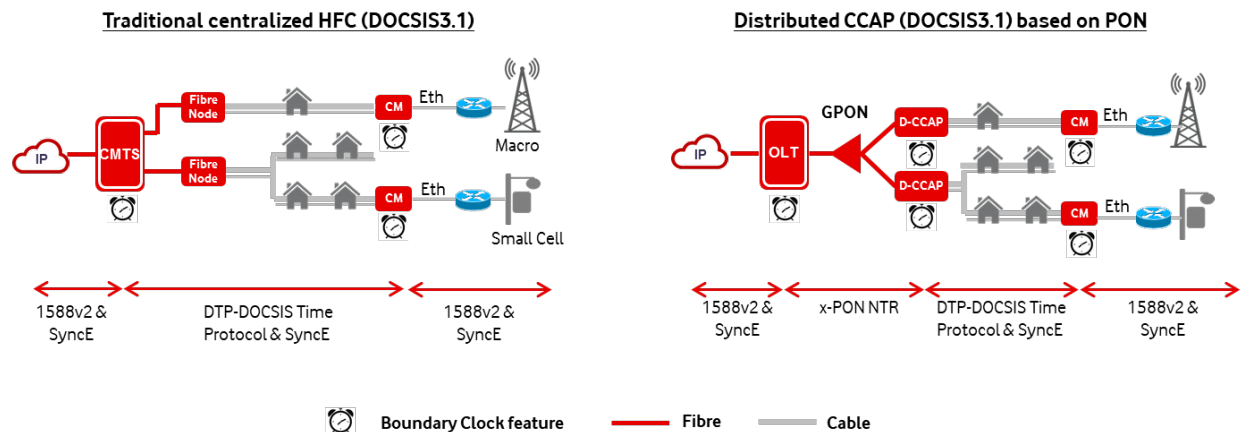 Traditional centralized HFC (DOCSIS3.1)
IP
CMTS
Fibre
Node
Fibre
Node
CM
Eth
Macro
CM
Eth
Small Cell
1588v2 &
SyncE
DTP-DOCSIS Time
Protocol & SyncE
1588v2 &
SyncE
Distributed CCAP (DOCSIS3.1) based on PON
IP
OLT
GPON
D-CCAP
D-CCAP
CM
Eth
CM
Eth
1588v2 &
SyncE
x-PON NTR
DTP-DOCSIS Time
Protocol & SyncE
1588v2 &
SyncE
Boundary Clock feature
Fibre
Cable